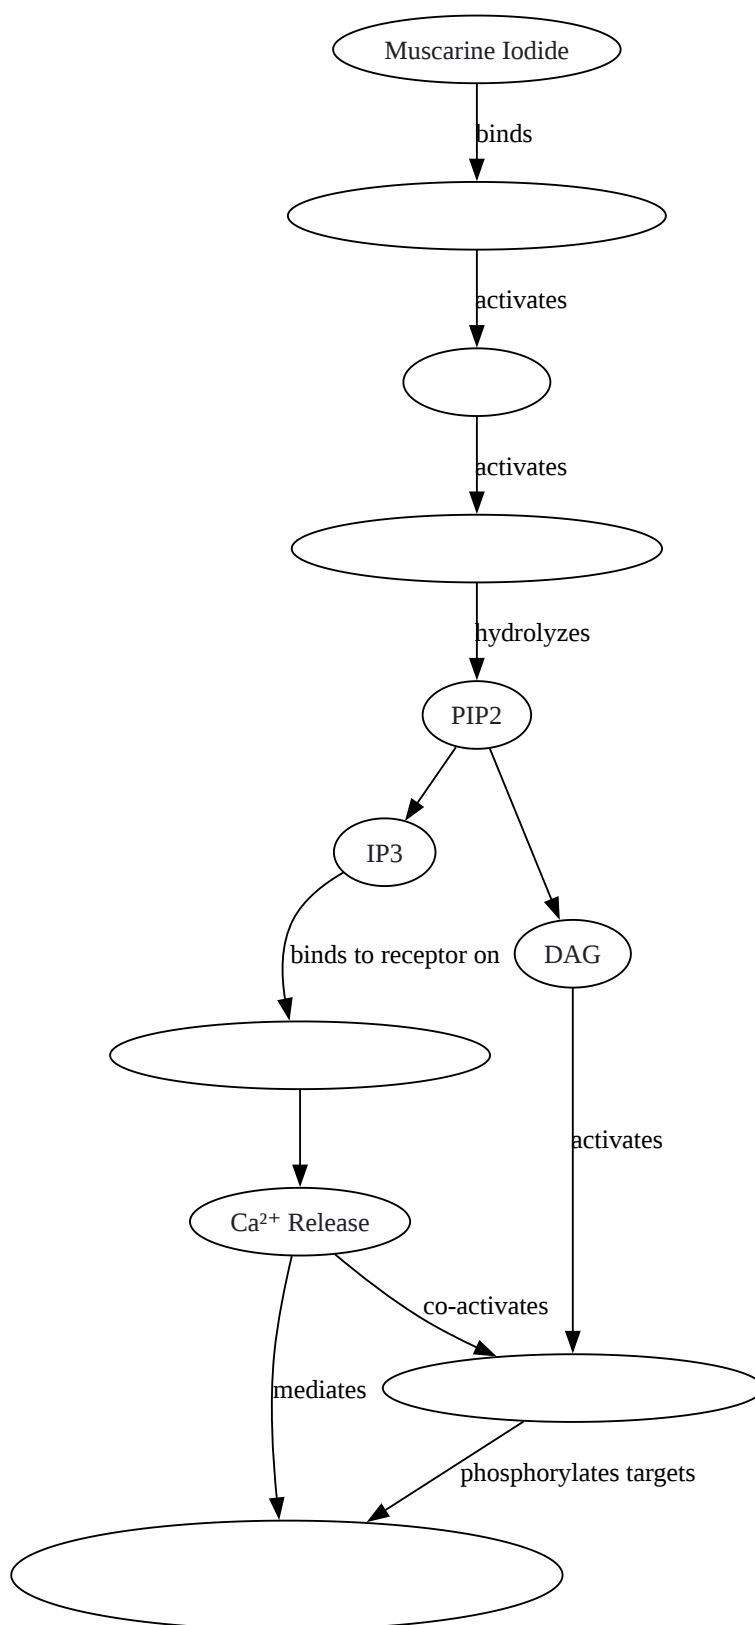 Muscarine Iodide
binds
activates
activates
hydrolyzes
PIP2
IP3
binds to receptor on
DAG
activates
Ca²⁺ Release
co-activates
mediates
phosphorylates targets